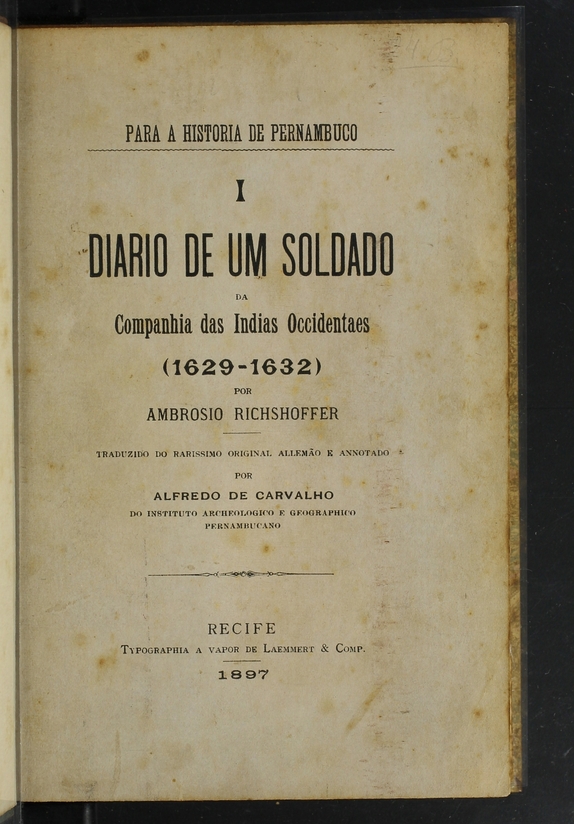 PARA A HISTORIA DE PERNAMBUCO
I
DIARIO DE UM SOLDADO
DA
Companhia das Indias Occidentaes
(1629-1632)
POR
AMBROSIO RICHSHOFFER
TRADUZIDO DO RARISSIMO ORIGINAL ALLEMÃO E ANNOTADO
POR
ALFREDO DE CARVALHO
DO INSTITUTO ARCHEOLOGICO E GEOGRAPHICO
PERNAMBUCANO
RECIFE
TYPOGRAPHIA A VAPOR DE LAEMMERT & COMP.
1897